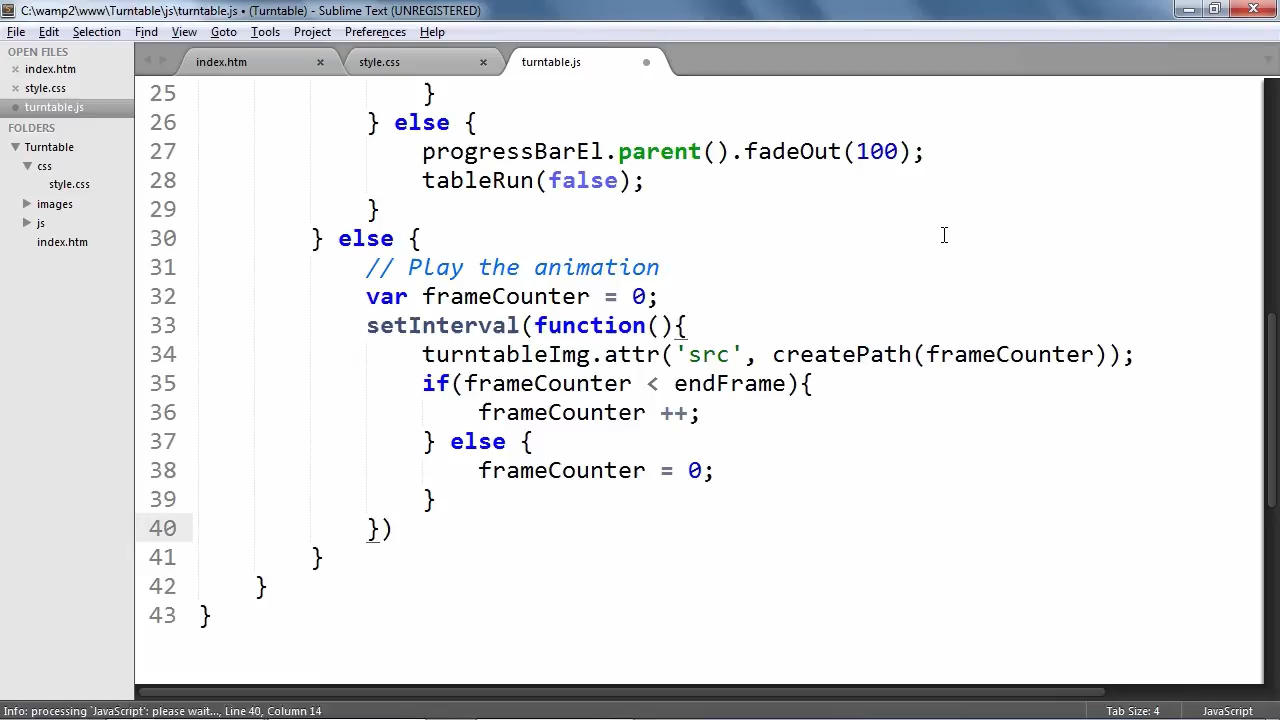 C:\wamp2\www\Turntable\js\turntable.js • (Turntable) - Sublime Text (UNREGISTERED)
File Edit Selection Find View Goto Tools Project Preferences Help
OPEN FILES
index.htm
style.css
turntable.js
FOLDERS
Turntable
css
style.css
images
js
index.htm
index.htm style.css turntable.js
25 }
26 } else {
27 progressBarEl.parent().fadeOut(100);
28 tableRun(false);
29 }
30 } else {
31 // Play the animation
32 var frameCounter = 0;
33 setInterval(function(){
34 turntableImg.attr('src', createPath(frameCounter));
35 if(frameCounter < endFrame){
36 frameCounter ++;
37 } else {
38 frameCounter = 0;
39 }
40 })
41 }
42 }
43 }
Info: processing `JavaScript`: please wait..., Line 40, Column 14 Tab Size: 4 JavaScript